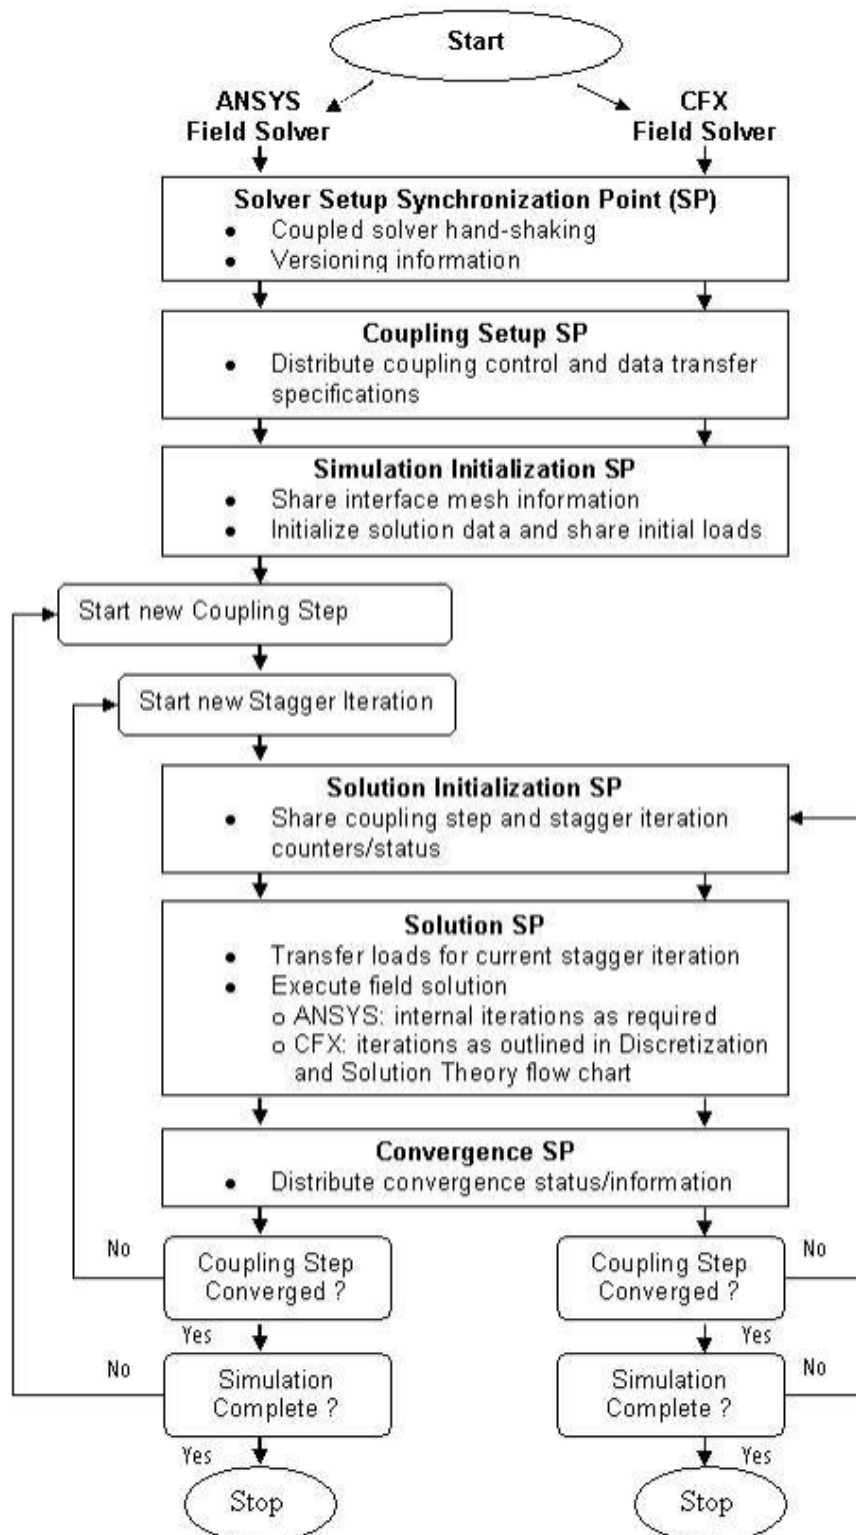 Start
ANSYS
Field Solver
CFX
Field Solver
Solver Setup Synchronization Point (SP)
• Coupled solver hand-shaking
• Versioning information
Coupling Setup SP
• Distribute coupling control and data transfer
specifications
Simulation Initialization SP
• Share interface mesh information
• Initialize solution data and share initial loads
Start new Coupling Step
Start new Stagger Iteration
Solution Initialization SP
• Share coupling step and stagger iteration
counters/status
Solution SP
• Transfer loads for current stagger iteration
• Execute field solution
o ANSYS: internal iterations as required
o CFX: iterations as outlined in Discretization
and Solution Theory flow chart
Convergence SP
• Distribute convergence status/information
No
Coupling Step
Converged ?
Yes
No
Simulation
Complete ?
Yes
Stop
Coupling Step
Converged ?
No
Yes
Simulation
Complete ?
No
Yes
Stop